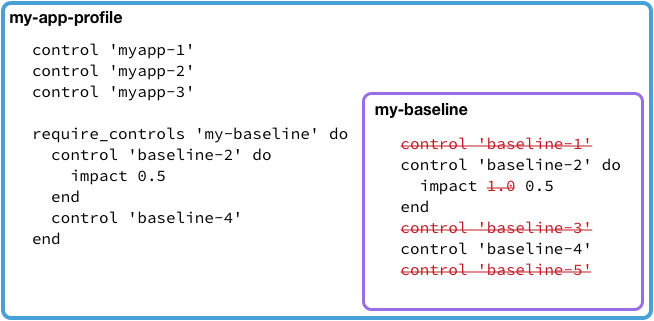 my-app-profile
control 'myapp-1'
control 'myapp-2'
control 'myapp-3'
require_controls 'my-baseline' do
  control 'baseline-2' do
    impact 0.5
  end
  control 'baseline-4'
end
my-baseline
control 'baseline-1'
control 'baseline-2' do
  impact 1.0 0.5
end
control 'baseline-3'
control 'baseline-4'
control 'baseline-5'